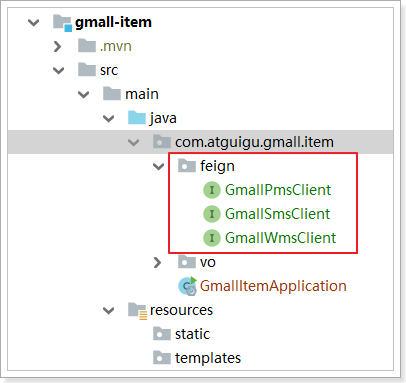 gmall-item
.mvn
src
main
java
com.atguigu.gmall.item
feign
GmallPmsClient
GmallSmsClient
GmallWmsClient
vo
GmallItemApplication
resources
static
templates